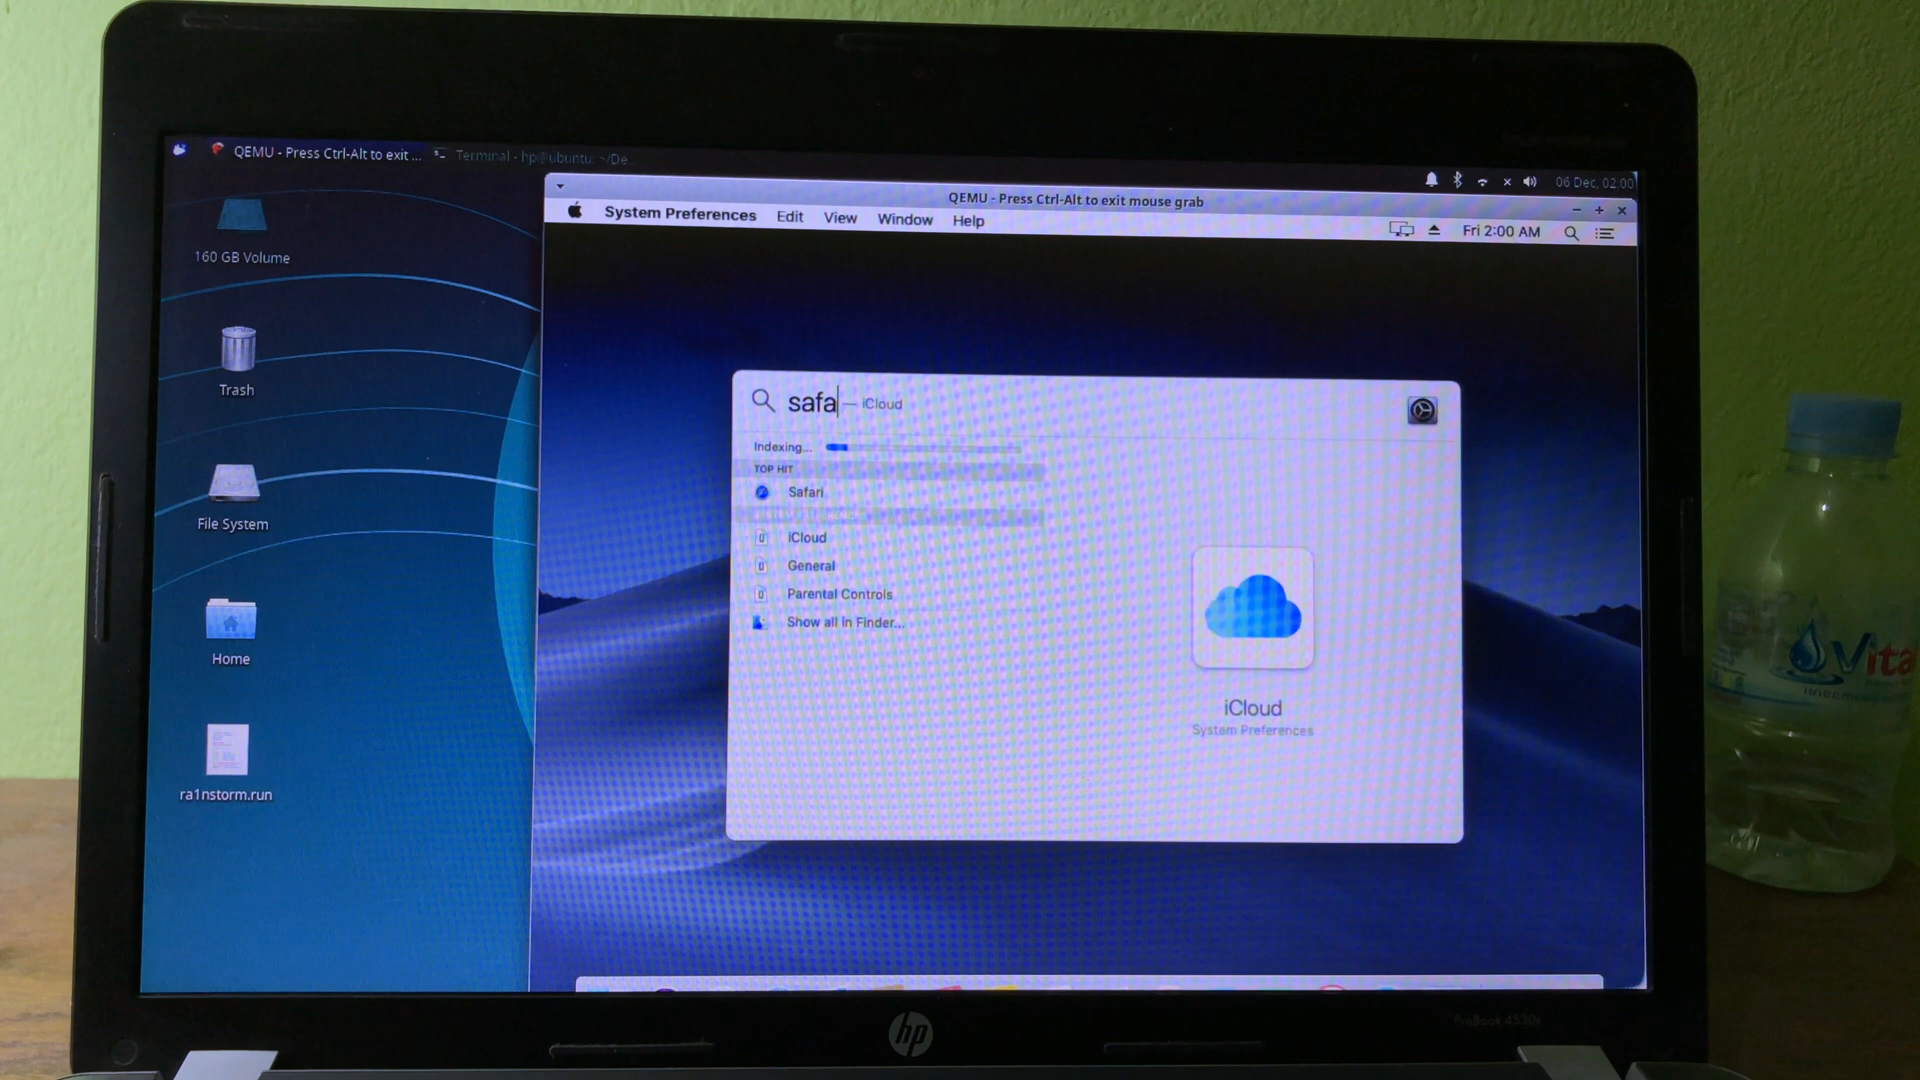 QEMU - Press Ctrl-Alt to exit ...
Terminal - hp@ubuntu: ~/De...
06 Dec, 02:00
QEMU - Press Ctrl-Alt to exit mouse grab
System Preferences Edit View Window Help
Fri 2:00 AM
160 GB Volume
Trash
File System
Home
ra1nstorm.run
safa — iCloud
Indexing...
TOP HIT
Safari
iCloud
General
Parental Controls
Show all in Finder...
iCloud
System Preferences
Vita
hp
ProBook 4530s